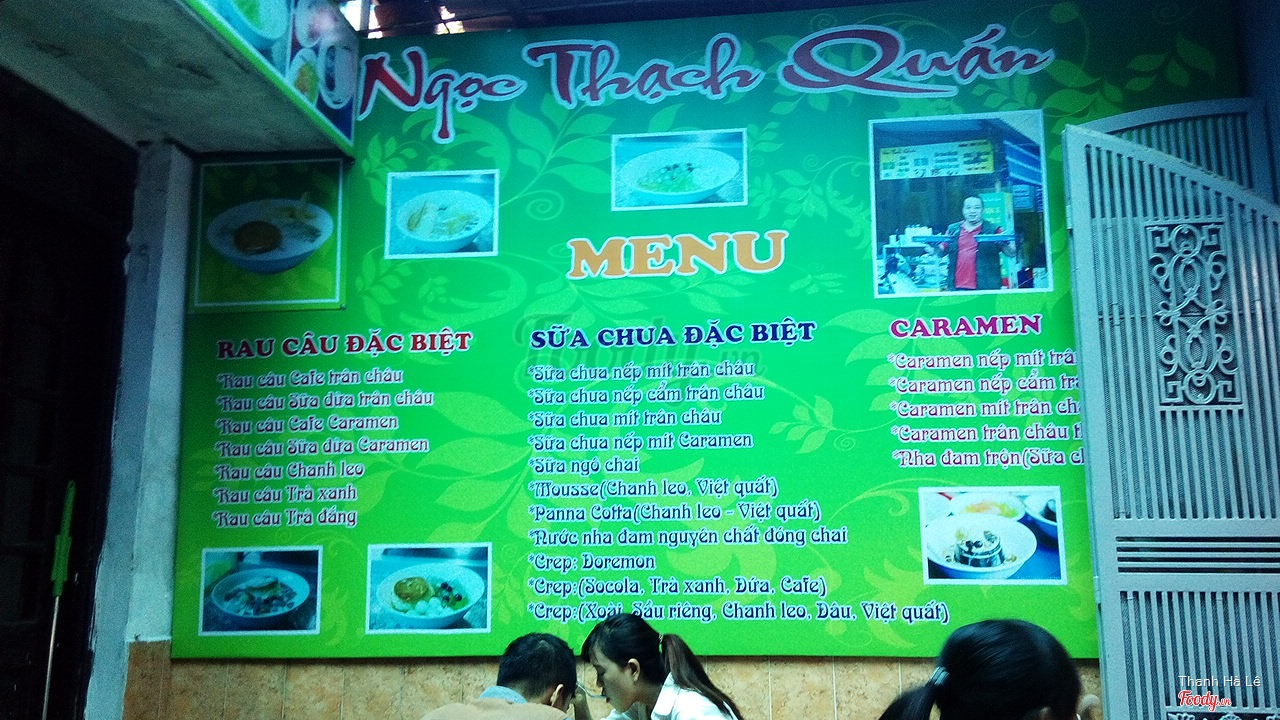 Ngọc Thạch Quán
MENU
RAU CÂU ĐẶC BIỆT
*Rau câu Cafe trân châu
*Rau câu Sữa dừa trân châu
*Rau câu Cafe Caramen
*Rau câu Sữa dừa Caramen
*Rau câu Chanh leo
*Rau câu Trà xanh
*Rau câu Trà đắng
SỮA CHUA ĐẶC BIỆT
*Sữa chua nếp mít trân châu
*Sữa chua nếp cẩm trân châu
*Sữa chua mít trân châu
*Sữa chua nếp mít Caramen
*Sữa ngô chai
*Mousse(Chanh leo, Việt quất)
*Panna Cotta(Chanh leo - Việt quất)
*Nước nha đam nguyên chất đóng chai
*Crep: Doremon
*Crep:(Socola, Trà xanh, Dừa, Cafe)
*Crep:(Xoài, Sầu riêng, Chanh leo, Dâu, Việt quất)
CARAMEN
*Caramen nếp mít trâ
*Caramen nếp cẩm tr
*Caramen mít trân ch
*Caramen trân châu
*Nha đam trộn(Sữa c
Foody.vn
Thanh Hà Lê
Foody.vn